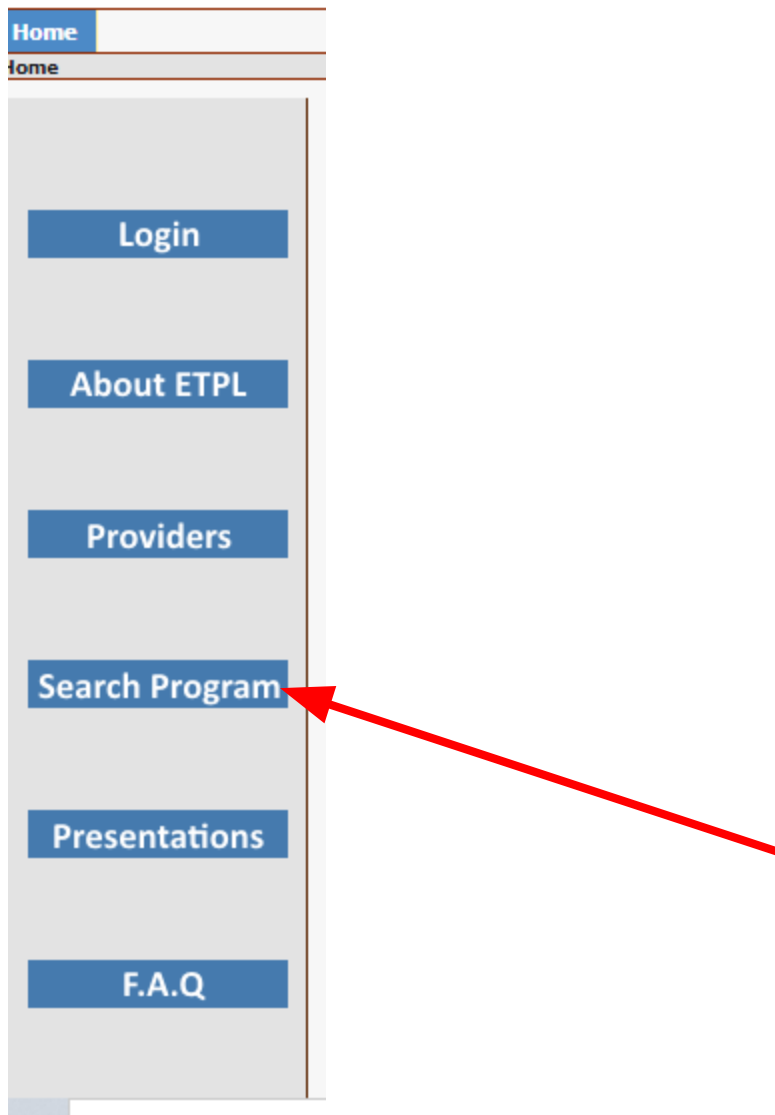 Home
Home
Login
About ETPL
Providers
Search Program
Presentations
F.A.Q